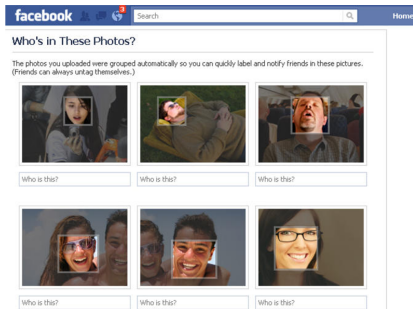 facebook 3 Search Home
Who's in These Photos?
The photos you uploaded were grouped automatically so you can quickly label and notify friends in these pictures.
(Friends can always untag themselves.)
Who is this? Who is this? Who is this?
Who is this? Who is this? Who is this?